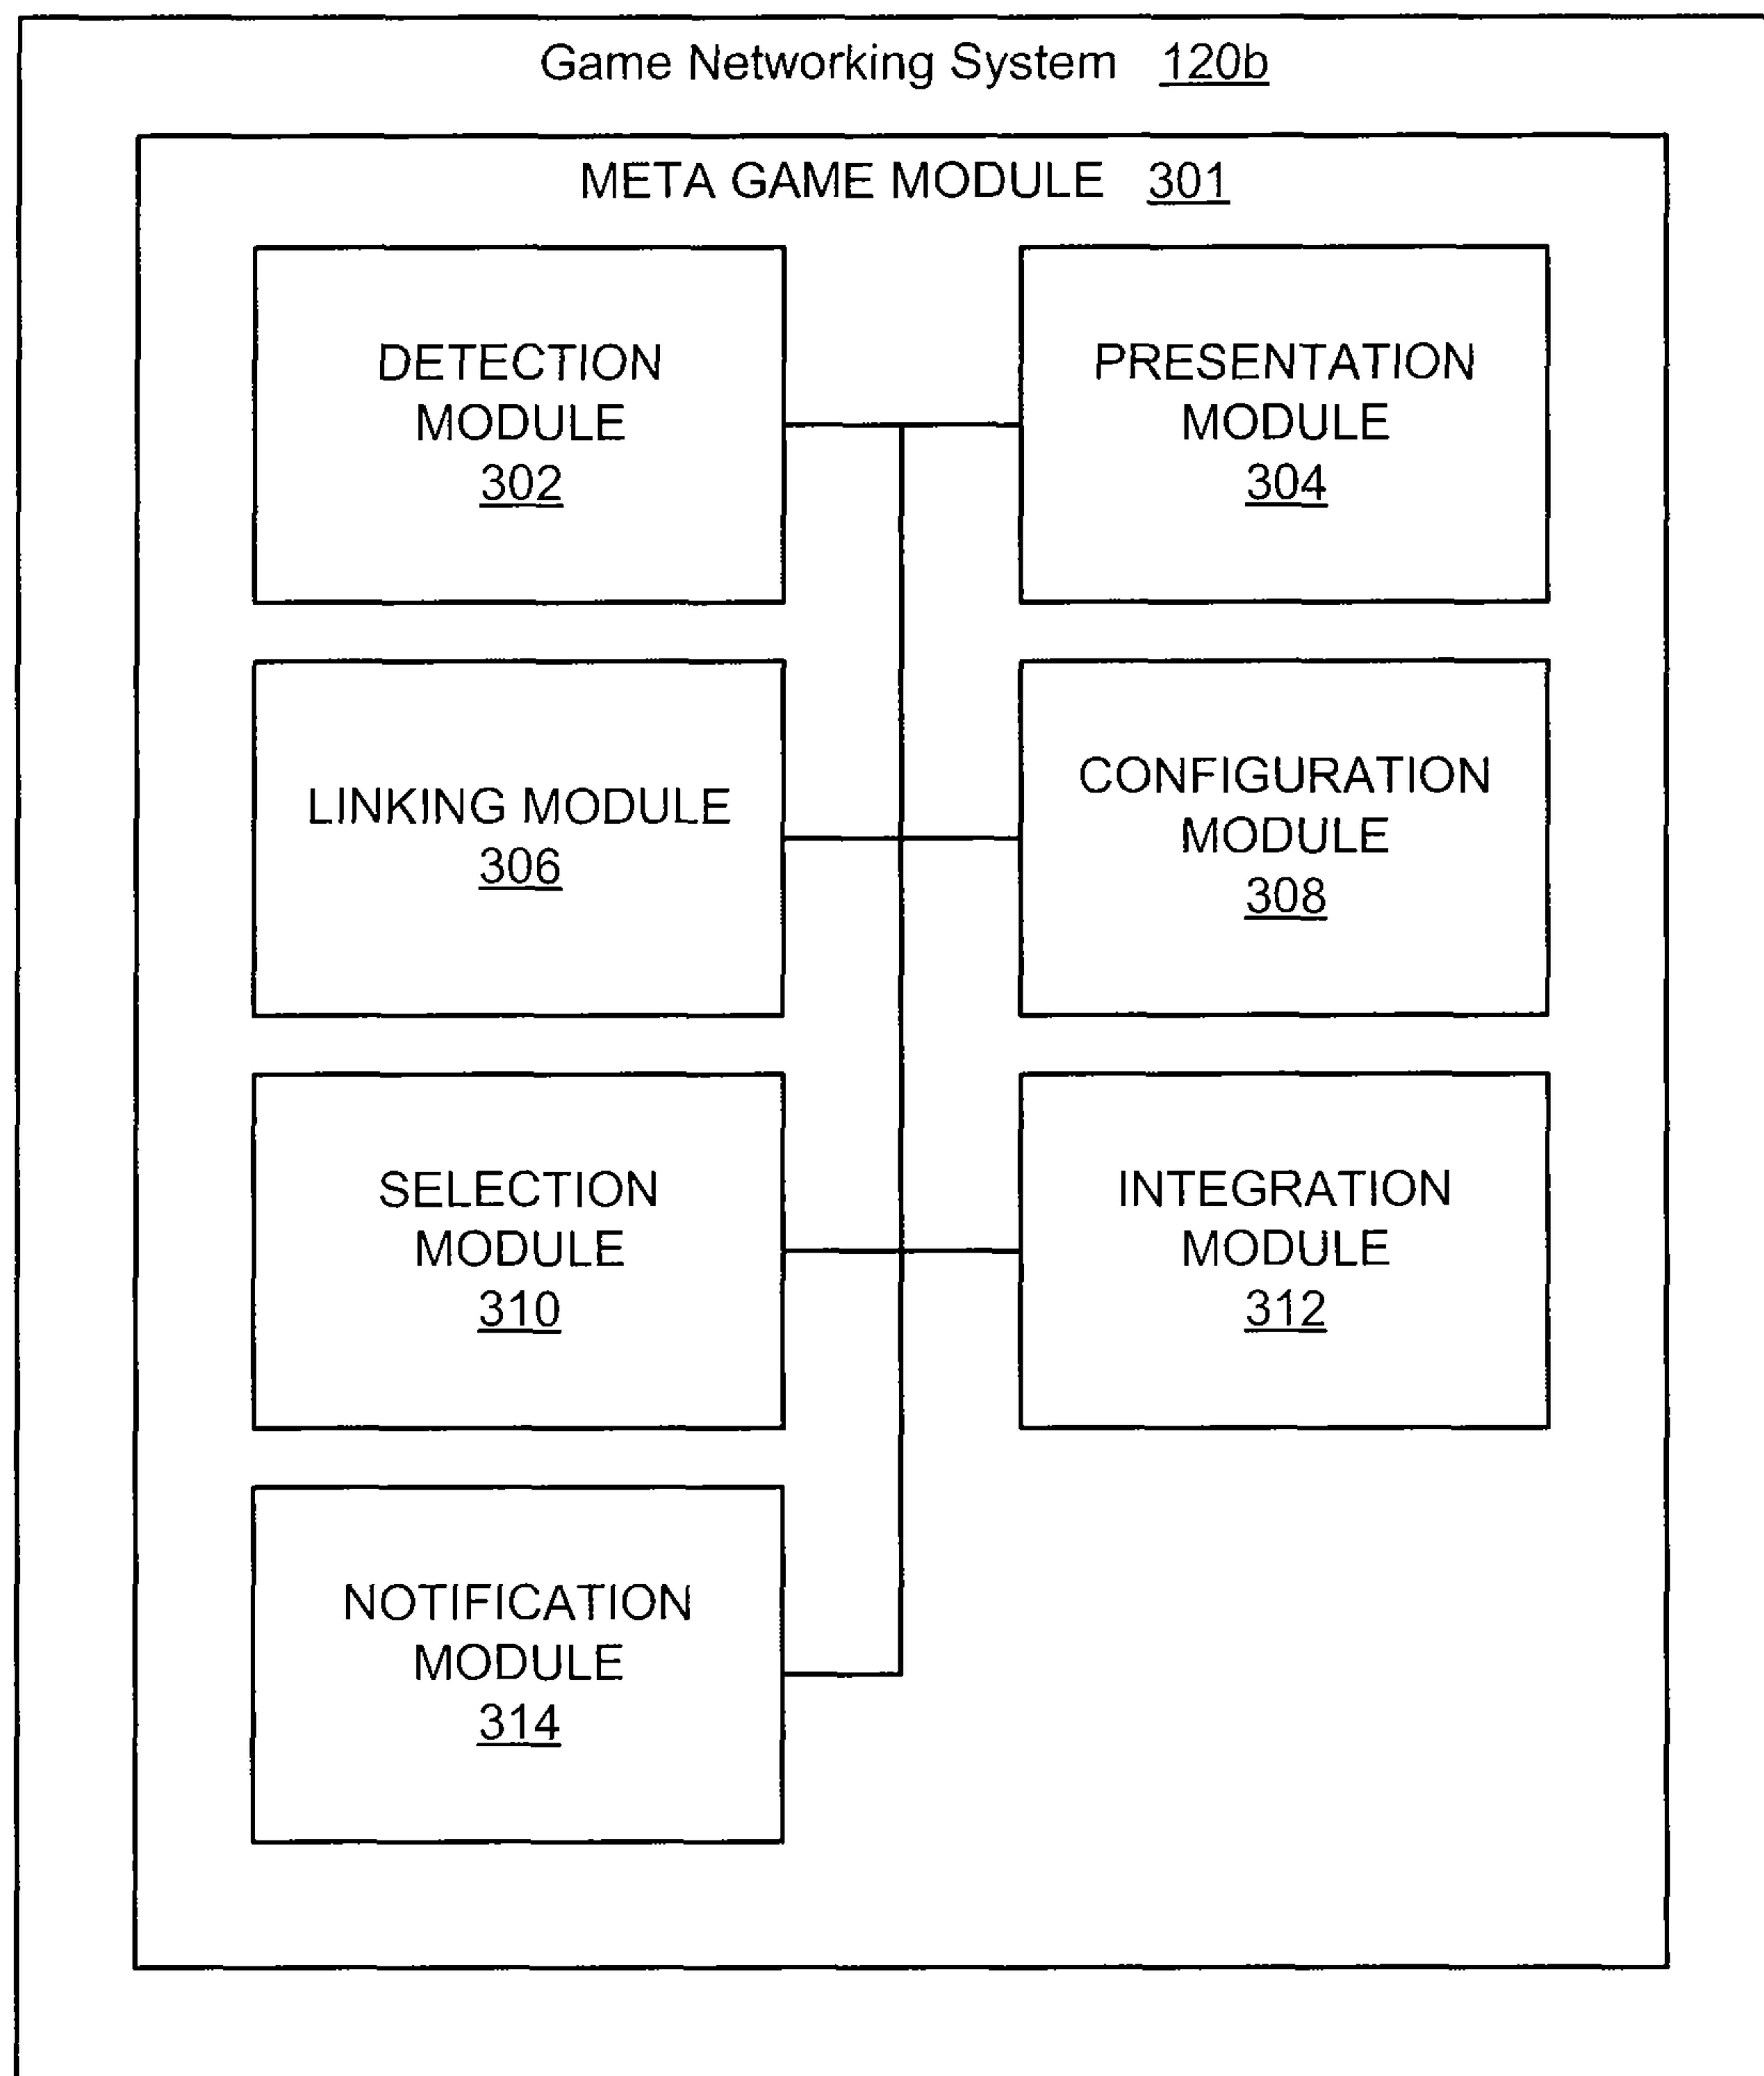 Game Networking System 120b
META GAME MODULE 301
DETECTION
MODULE
302
PRESENTATION
MODULE
304
LINKING MODULE
306
CONFIGURATION
MODULE
308
SELECTION
MODULE
310
INTEGRATION
MODULE
312
NOTIFICATION
MODULE
314